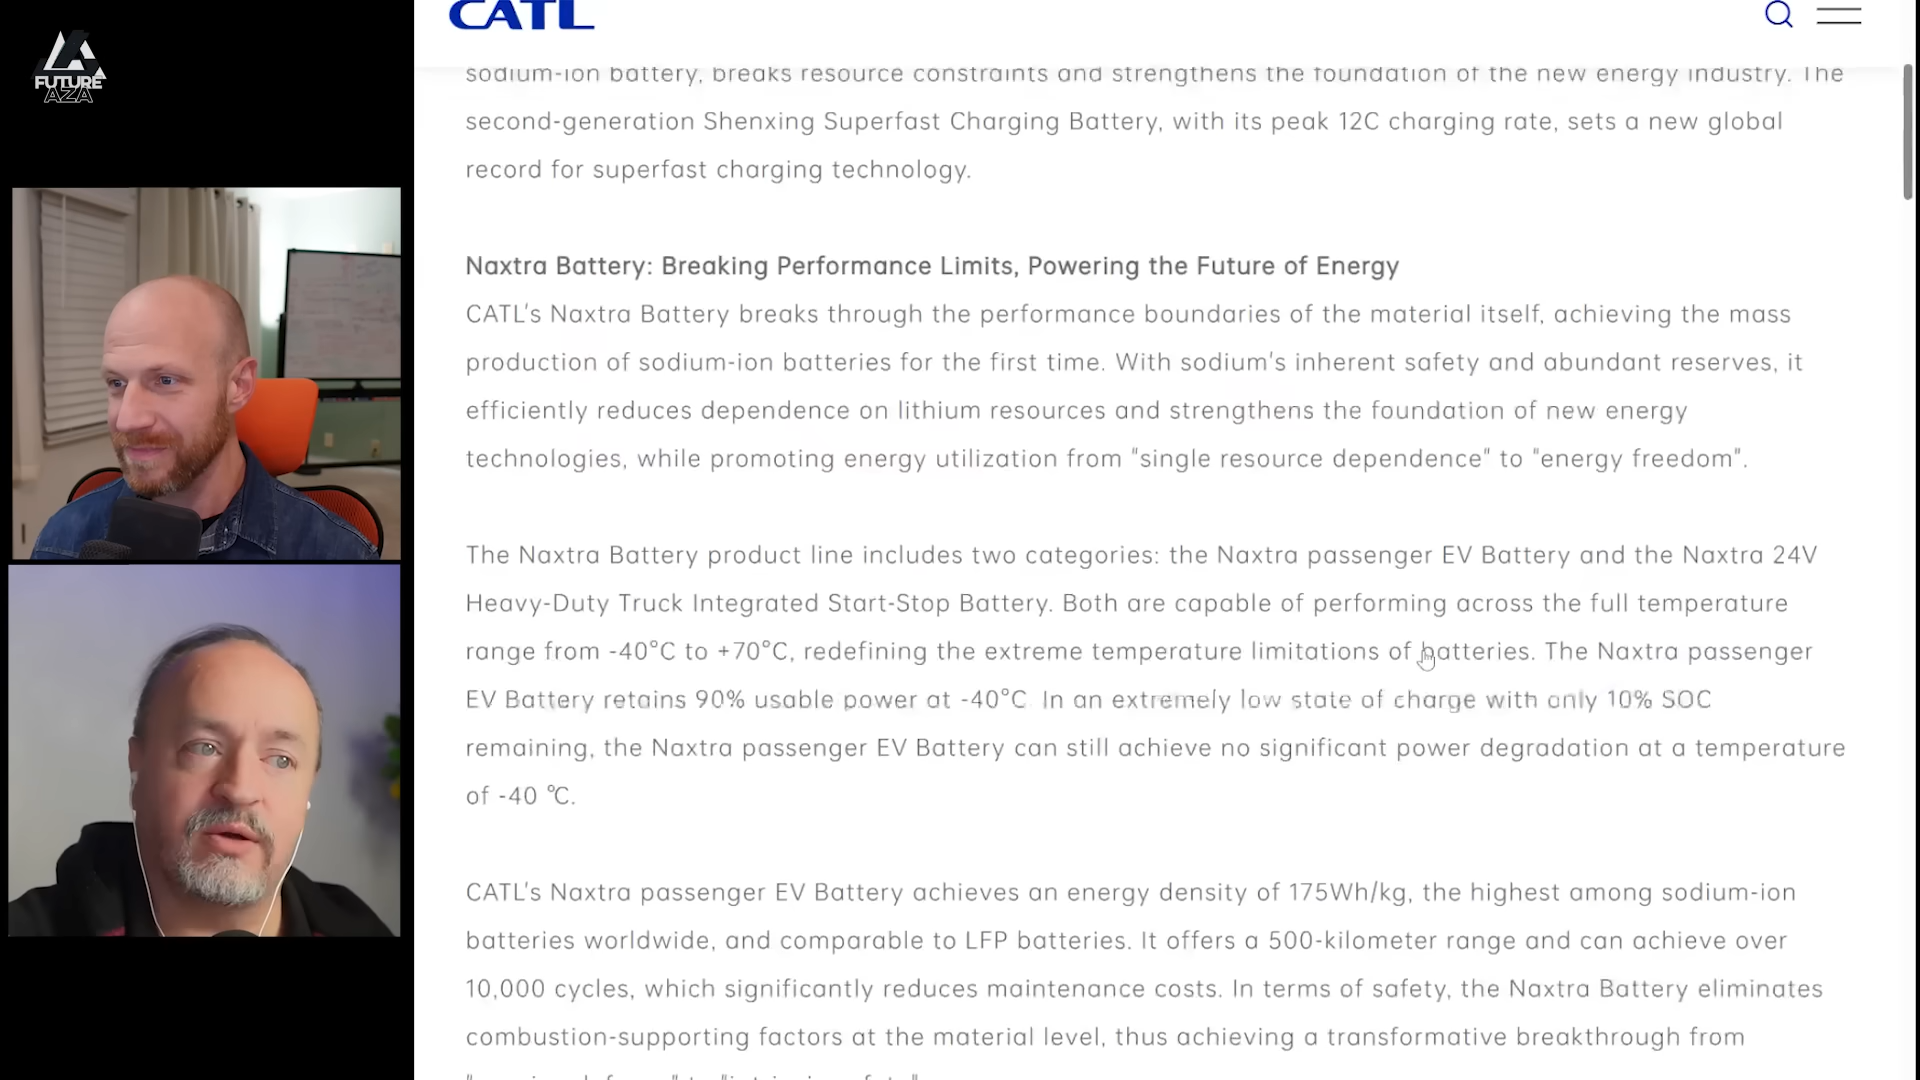 FUTURE
AZA
CATL
sodium-ion battery, breaks resource constraints and strengthens the foundation of the new energy industry. The
second-generation Shenxing Superfast Charging Battery, with its peak 12C charging rate, sets a new global
record for superfast charging technology.
Naxtra Battery: Breaking Performance Limits, Powering the Future of Energy
CATL's Naxtra Battery breaks through the performance boundaries of the material itself, achieving the mass
production of sodium-ion batteries for the first time. With sodium's inherent safety and abundant reserves, it
efficiently reduces dependence on lithium resources and strengthens the foundation of new energy
technologies, while promoting energy utilization from "single resource dependence" to "energy freedom".
The Naxtra Battery product line includes two categories: the Naxtra passenger EV Battery and the Naxtra 24V
Heavy-Duty Truck Integrated Start-Stop Battery. Both are capable of performing across the full temperature
range from -40°C to +70°C, redefining the extreme temperature limitations of batteries. The Naxtra passenger
EV Battery retains 90% usable power at -40°C. In an extremely low state of charge with only 10% SOC
remaining, the Naxtra passenger EV Battery can still achieve no significant power degradation at a temperature
of -40 ℃.
CATL's Naxtra passenger EV Battery achieves an energy density of 175Wh/kg, the highest among sodium-ion
batteries worldwide, and comparable to LFP batteries. It offers a 500-kilometer range and can achieve over
10,000 cycles, which significantly reduces maintenance costs. In terms of safety, the Naxtra Battery eliminates
combustion-supporting factors at the material level, thus achieving a transformative breakthrough from